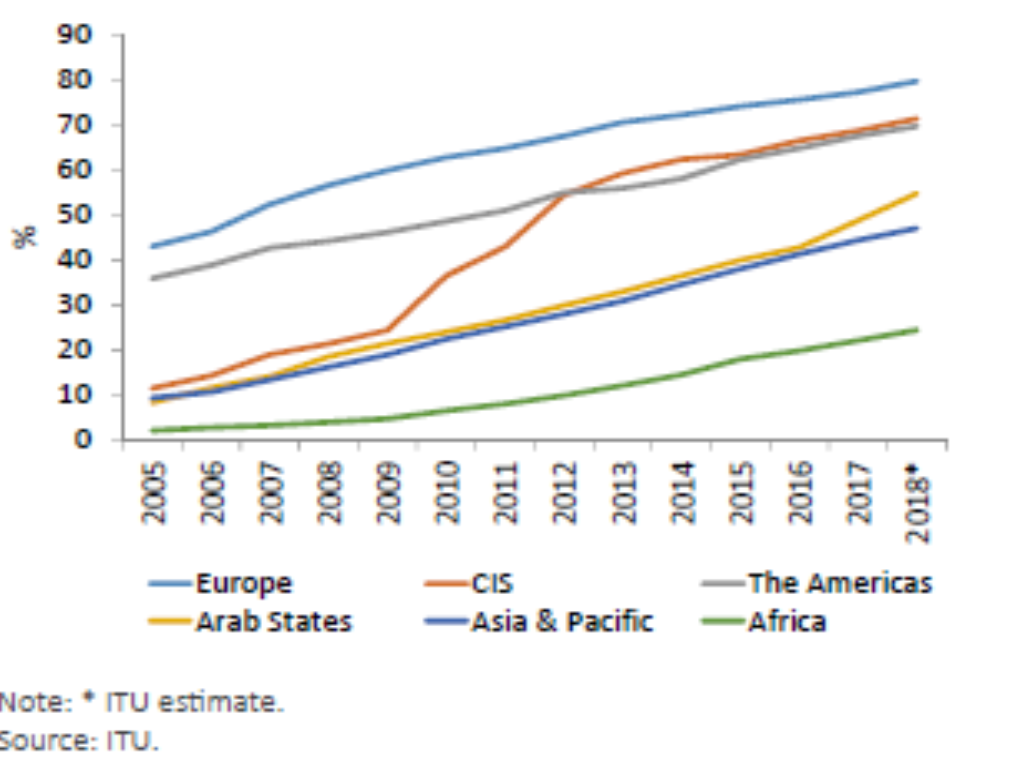 90
80
70
60
50
40
30
20
10
0
%
2005 2006 2007 2008 2009 2010 2011 2012 2013 2014 2015 2016 2017 2018*
Europe CIS The Americas
Arab States Asia & Pacific Africa
Note: * ITU estimate.
Source: ITU.